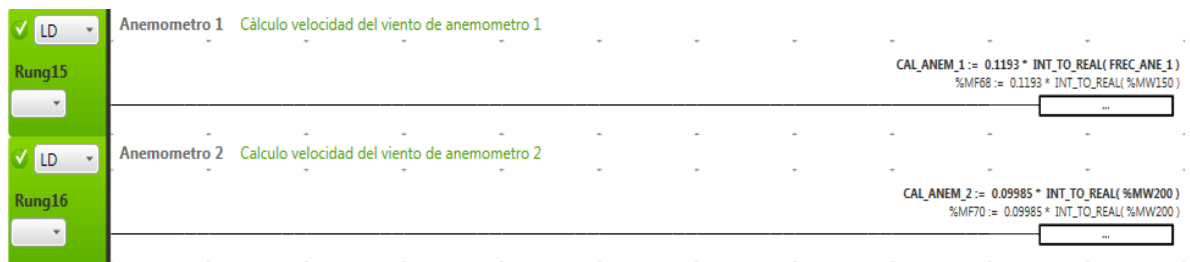 LD
Anemometro 1 Càlculo velocidad del viento de anemometro 1
Rung15
CAL_ANEM_1 := 0.1193 * INT_TO_REAL( FREC_ANE_1 )
%MF68 := 0.1193 * INT_TO_REAL( %MW150 )
...
LD
Anemometro 2 Calculo velocidad del viento de anemometro 2
Rung16
CAL_ANEM_2 := 0.09985 * INT_TO_REAL( %MW200 )
%MF70 := 0.09985 * INT_TO_REAL( %MW200 )
...